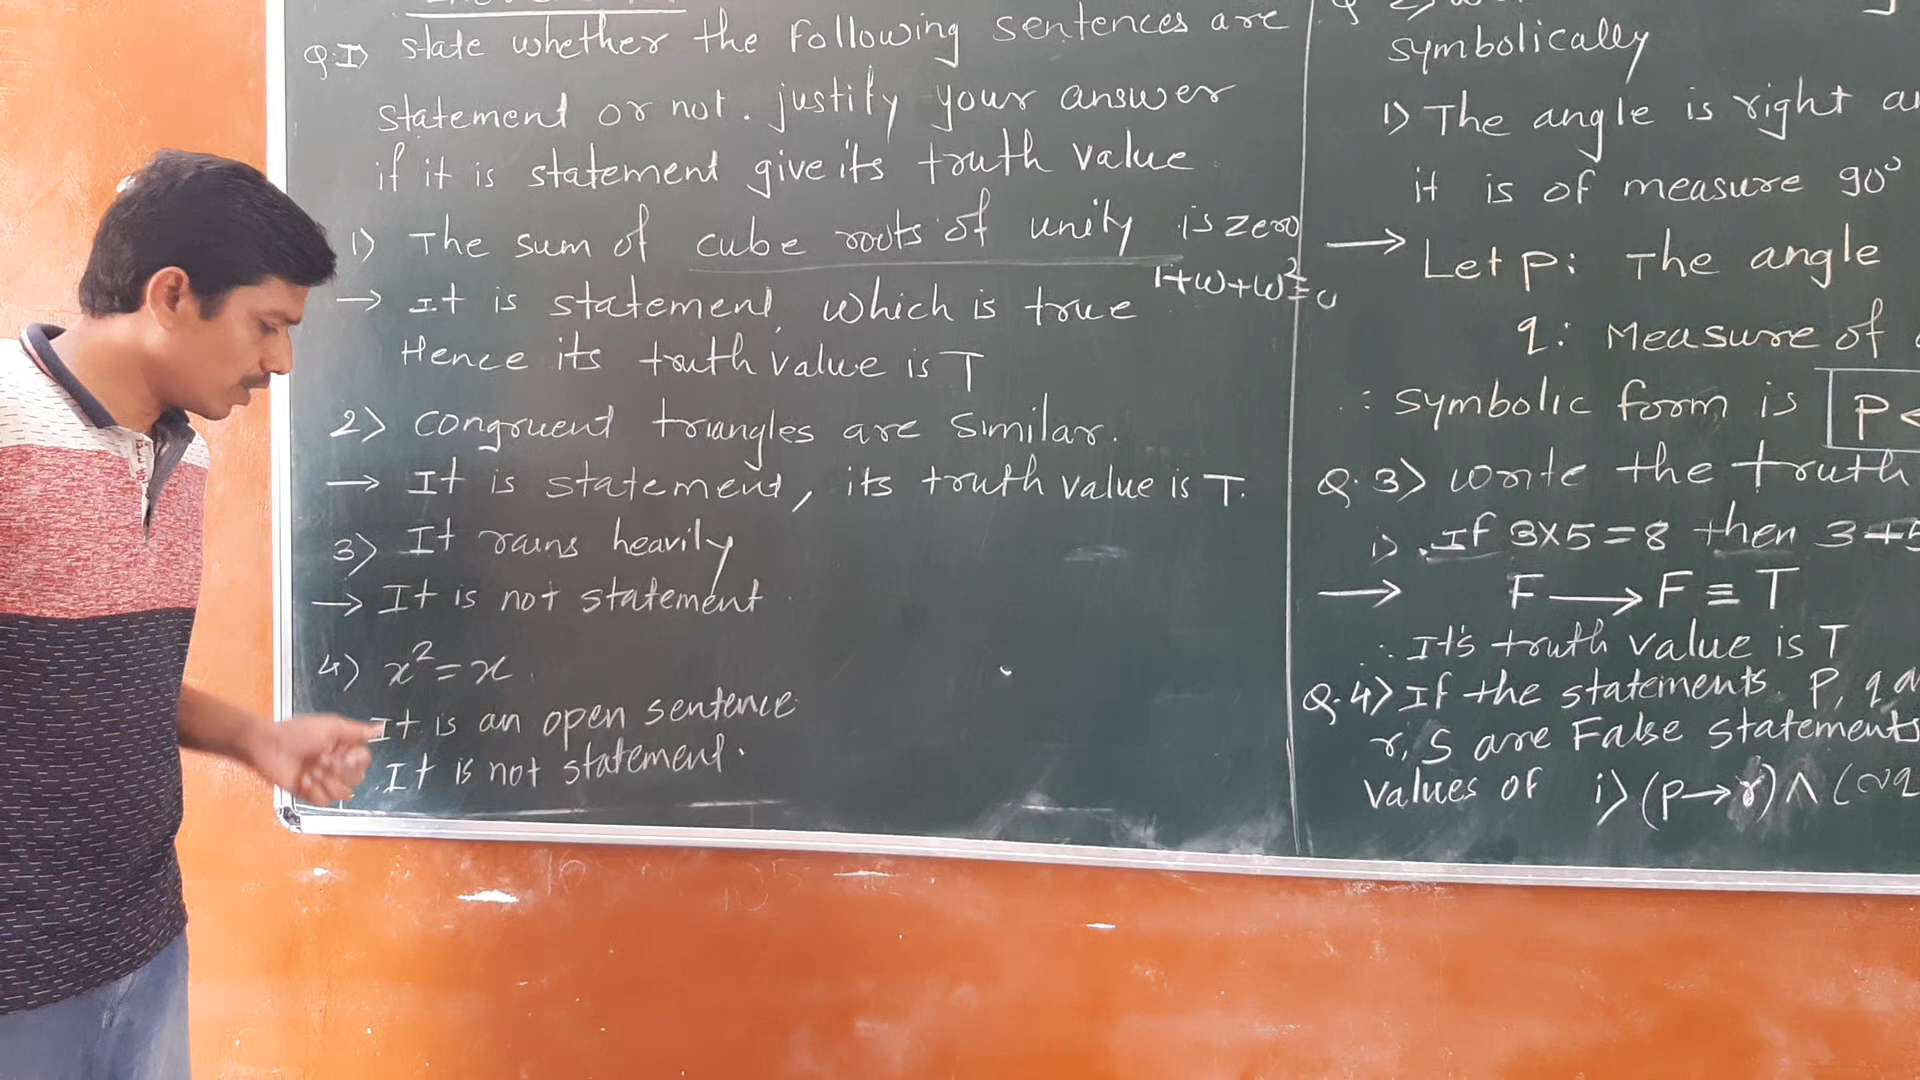 Q.I) State whether the following sentences are
statement or not. justify your answer
if it is statement give its truth value.
1) The sum of cube roots of unity is zero
1+ω+ω²=0
→ It is statement, which is true
Hence its truth value is T
2) congruent triangles are similar.
→ It is statement, its truth value is T.
3) It rains heavily
→ It is not statement
4) x²=x
It is an open sentence
∴ It is not statement.
symbolically
1) The angle is right
it is of measure 90°
→ Let p: The angle
q: Measure of
∴ symbolic form is P
Q.3) write the truth
i) If 3×5=8 then 3+5
→ F → F ≡ T
∴ It's truth value is T
Q.4) If the statements P, q
r, s are False statements
values of i) (p→r)∧(~q